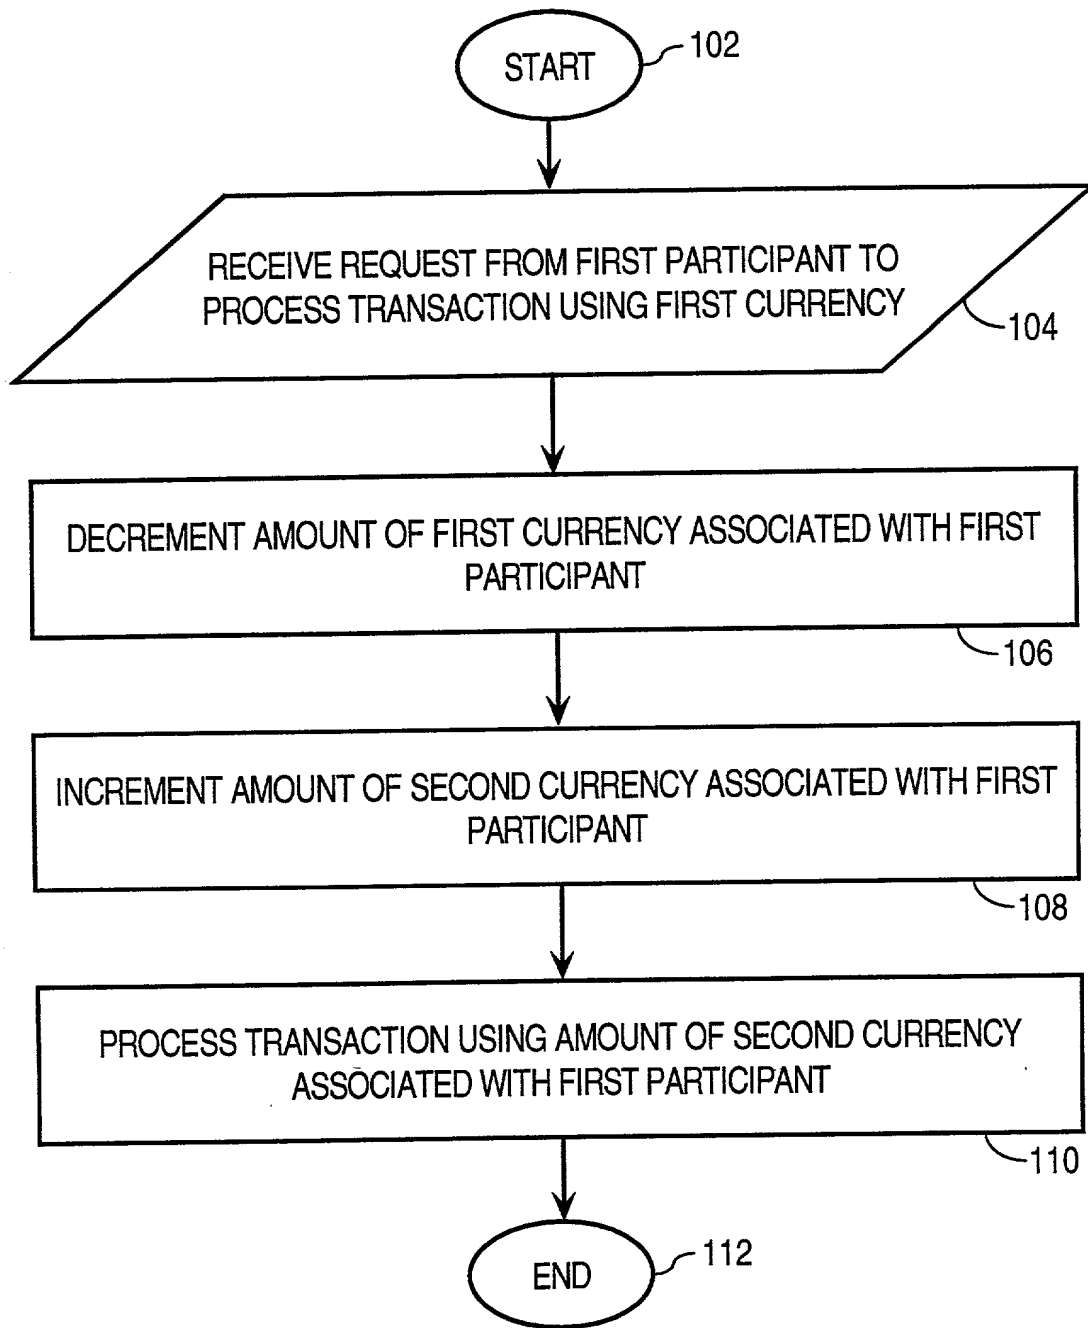 START
102
RECEIVE REQUEST FROM FIRST PARTICIPANT TO
PROCESS TRANSACTION USING FIRST CURRENCY
104
DECREMENT AMOUNT OF FIRST CURRENCY ASSOCIATED WITH FIRST
PARTICIPANT
106
INCREMENT AMOUNT OF SECOND CURRENCY ASSOCIATED WITH FIRST
PARTICIPANT
108
PROCESS TRANSACTION USING AMOUNT OF SECOND CURRENCY
ASSOCIATED WITH FIRST PARTICIPANT
110
END
112